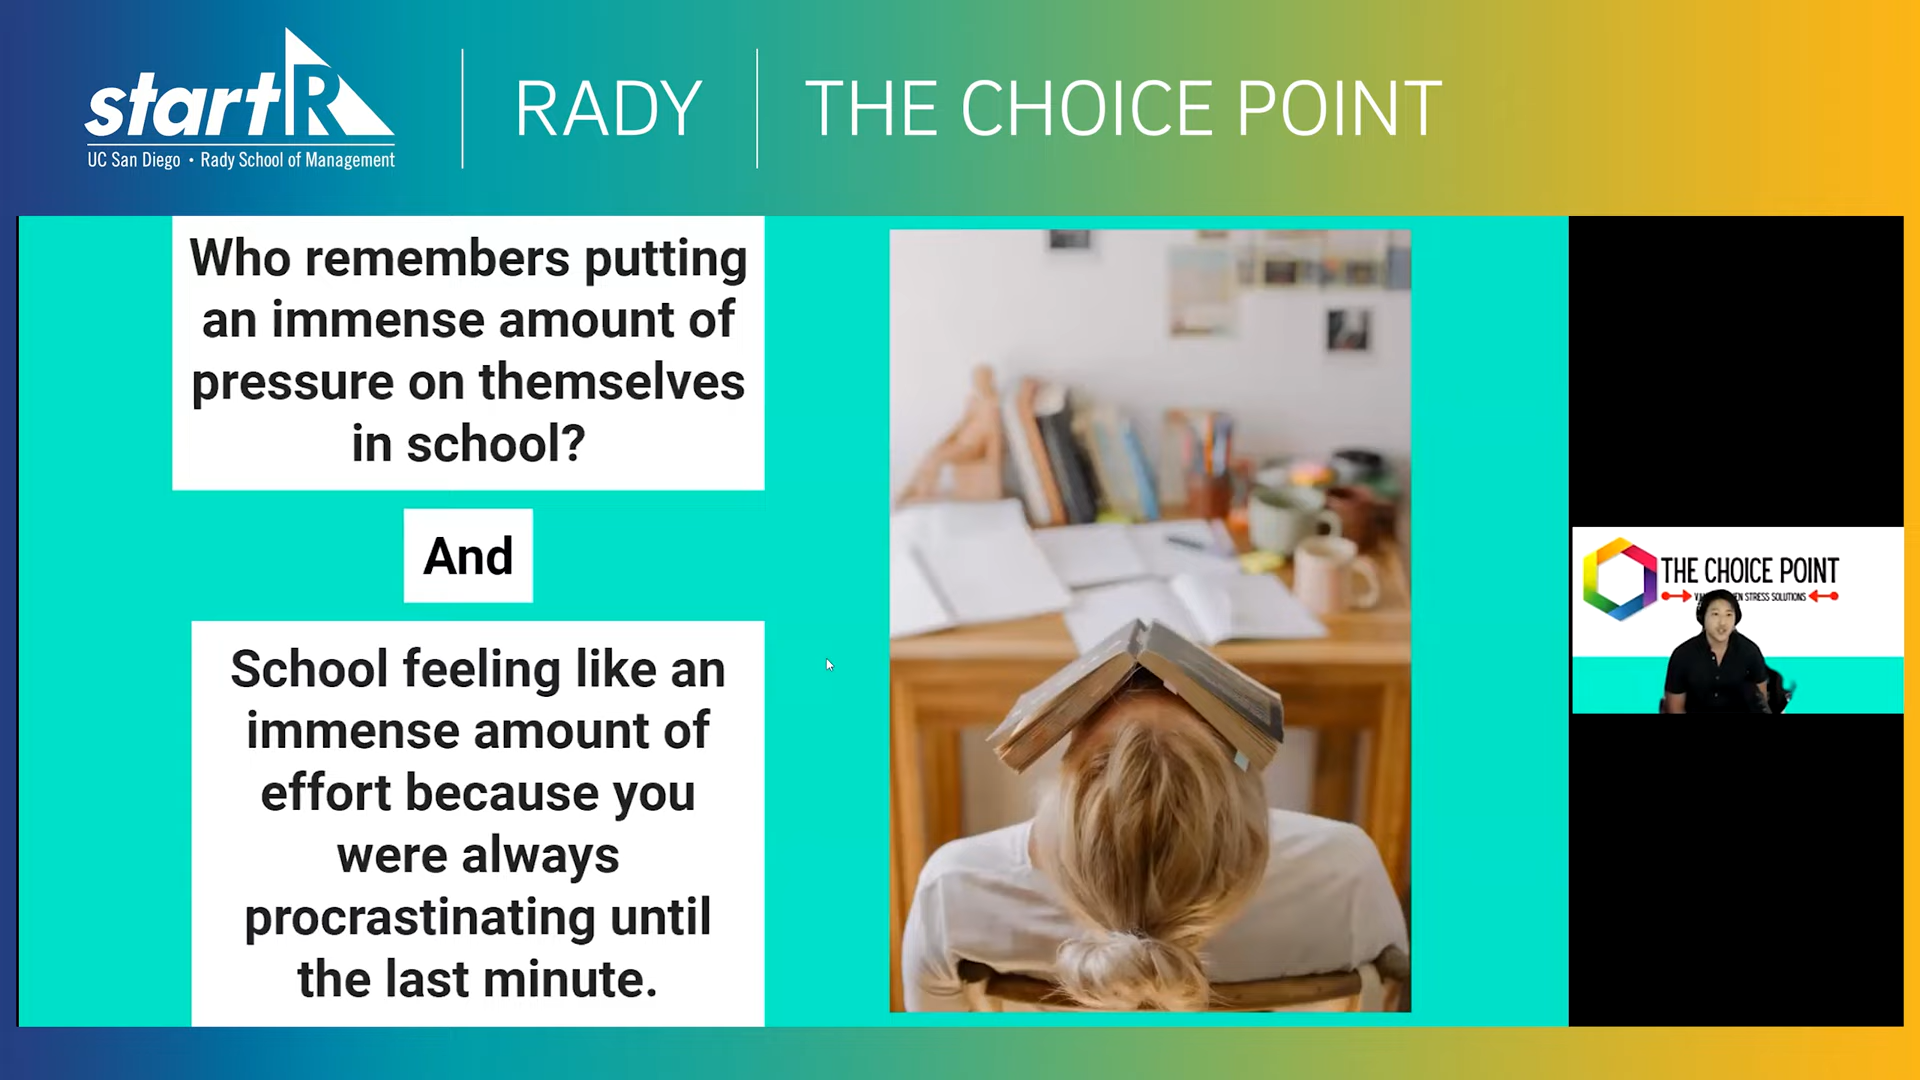 startR
UC San Diego • Rady School of Management
RADY
THE CHOICE POINT
Who remembers putting
an immense amount of
pressure on themselves
in school?
And
School feeling like an
immense amount of
effort because you
were always
procrastinating until
the last minute.
THE CHOICE POINT
STRESS SOLUTIONS